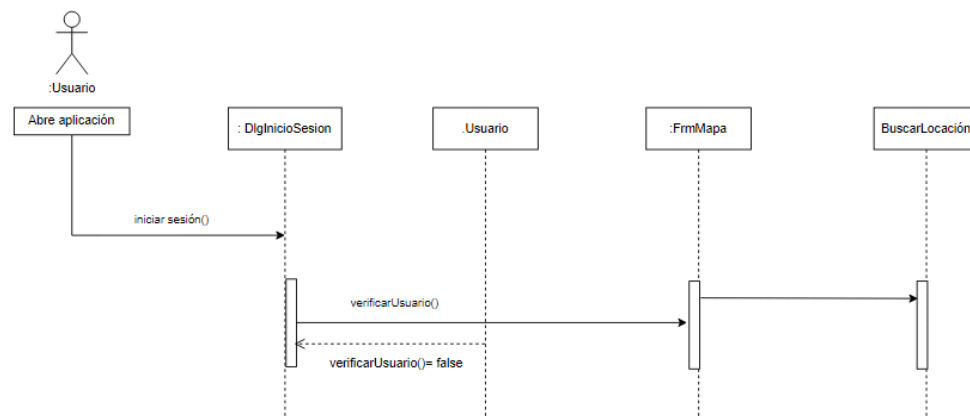 :Usuario
Abre aplicación
: DlgInicioSesion
.Usuario
:FrmMapa
BuscarLocación
iniciar sesión()
verificarUsuario()
verificarUsuario()= false